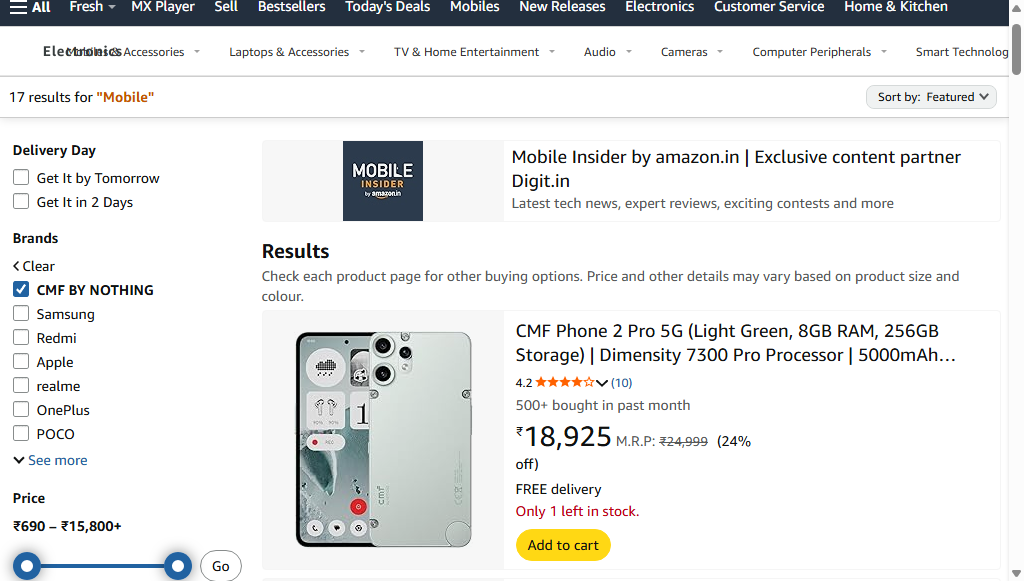 All Fresh MX Player Sell Bestsellers Today's Deals Mobiles New Releases Electronics Customer Service Home & Kitchen
Electronics Mobiles & Accessories Laptops & Accessories TV & Home Entertainment Audio Cameras Computer Peripherals Smart Technolog
17 results for "Mobile"
Sort by: Featured
Delivery Day
Get It by Tomorrow
Get It in 2 Days
Brands
Clear
CMF BY NOTHING
Samsung
Redmi
Apple
realme
OnePlus
POCO
See more
Price
₹690 – ₹15,800+
Go
MOBILE
INSIDER
by amazon.in
Mobile Insider by amazon.in | Exclusive content partner
Digit.in
Latest tech news, expert reviews, exciting contests and more
Results
Check each product page for other buying options. Price and other details may vary based on product size and
colour.
cmf
CMF Phone 2 Pro 5G (Light Green, 8GB RAM, 256GB
Storage) | Dimensity 7300 Pro Processor | 5000mAh…
4.2 (10)
500+ bought in past month
₹18,925 M.R.P: ₹24,999 (24%
off)
FREE delivery
Only 1 left in stock.
Add to cart